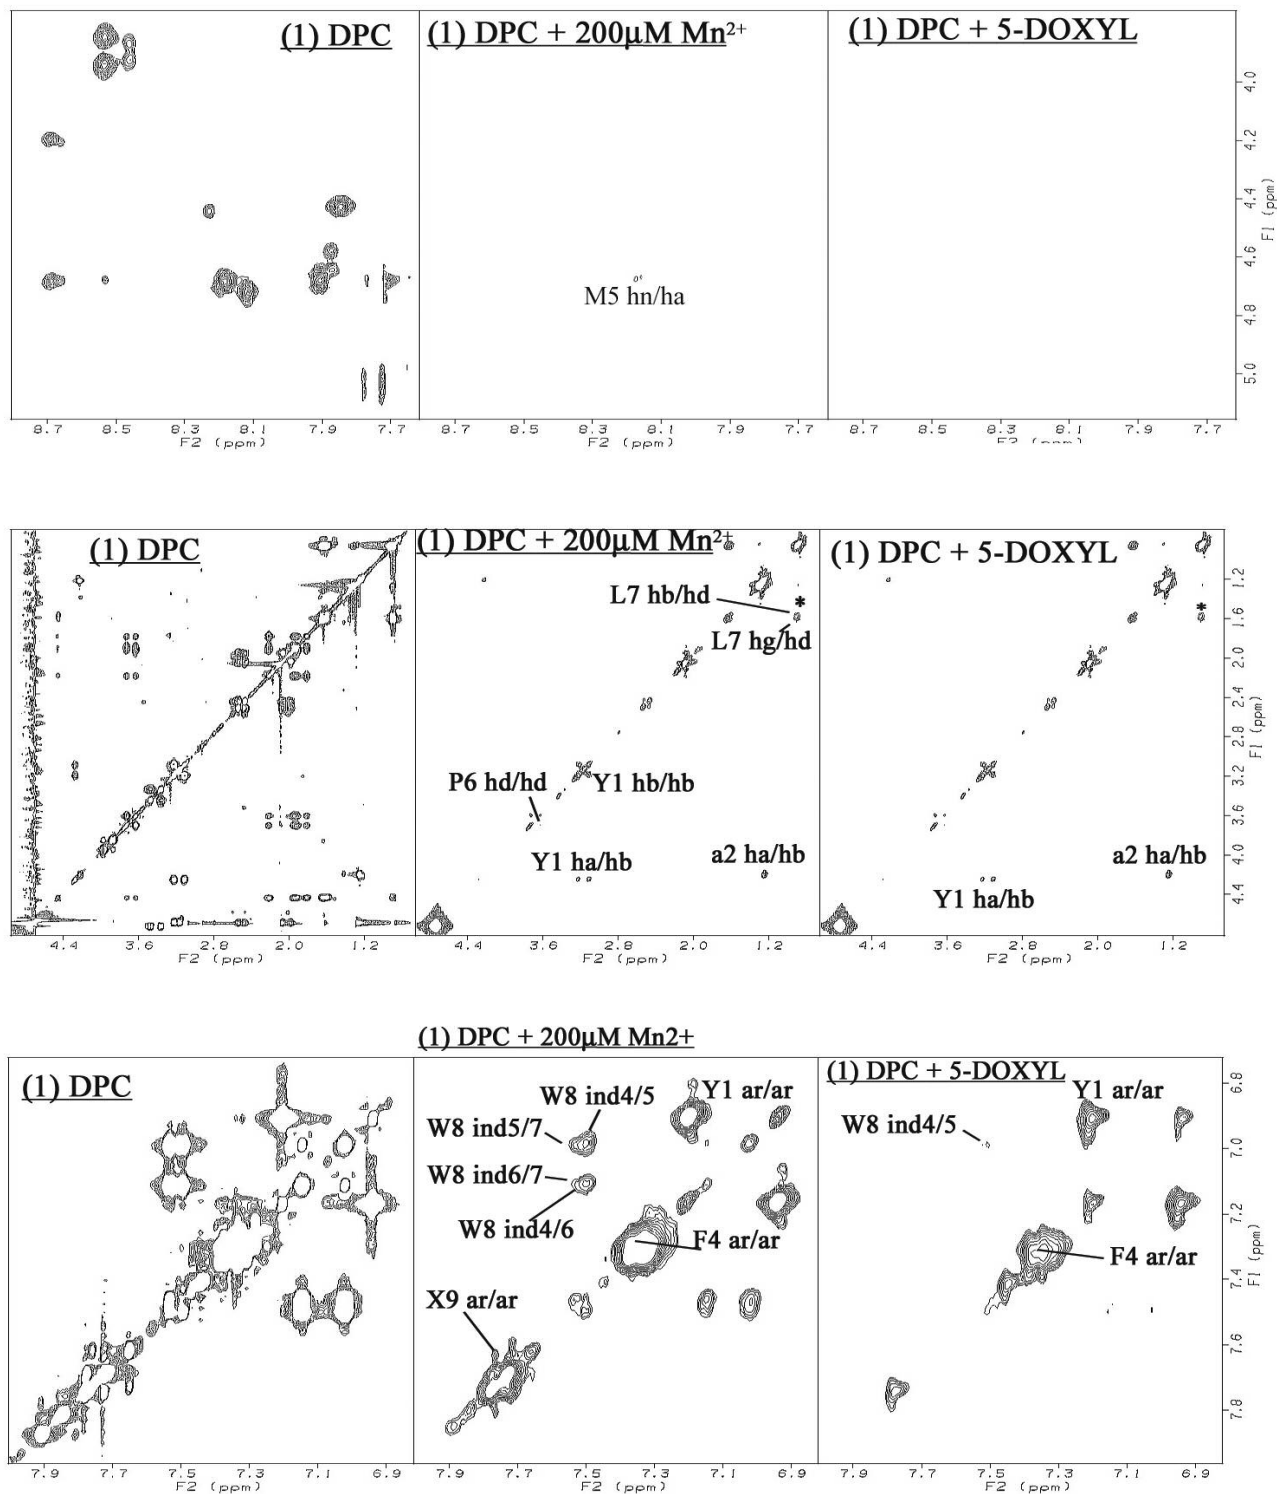 (1) DPC
(1) DPC + 200µM Mn²⁺
(1) DPC + 5-DOXYL
M5 hn/ha
4.0
4.2
4.4
4.6
4.8
5.0
F1 (ppm)
8.7 8.5 8.3 8.1 7.9 7.7
F2 (ppm)
8.7 8.5 8.3 8.1 7.9 7.7
F2 (ppm)
8.7 8.5 8.3 8.1 7.9 7.7
(1) DPC
(1) DPC + 200µM Mn²⁺
(1) DPC + 5-DOXYL
L7 hb/hd
*
L7 hg/hd
P6 hd/hd
Y1 hb/hb
Y1 ha/hb
a2 ha/hb
*
a2 ha/hb
Y1 ha/hb
1.2
1.6
2.0
2.4
2.8
3.2
3.6
4.0
4.4
F1 (ppm)
4.4 3.6 2.8 2.0 1.2
F2 (ppm)
4.4 3.6 2.8 2.0 1.2
F2 (ppm)
4.4 3.6 2.8 2.0 1.2
F2 (ppm)
(1) DPC + 200µM Mn2+
(1) DPC
(1) DPC + 5-DOXYL
W8 ind4/5
Y1 ar/ar
W8 ind5/7
W8 ind6/7
W8 ind4/6
F4 ar/ar
X9 ar/ar
Y1 ar/ar
W8 ind4/5
F4 ar/ar
6.8
7.0
7.2
7.4
7.6
7.8
F1 (ppm)
7.9 7.7 7.5 7.3 7.1 6.9
F2 (ppm)
7.9 7.7 7.5 7.3 7.1 6.9
F2 (ppm)
7.9 7.7 7.5 7.3 7.1 6.9
F2 (ppm)